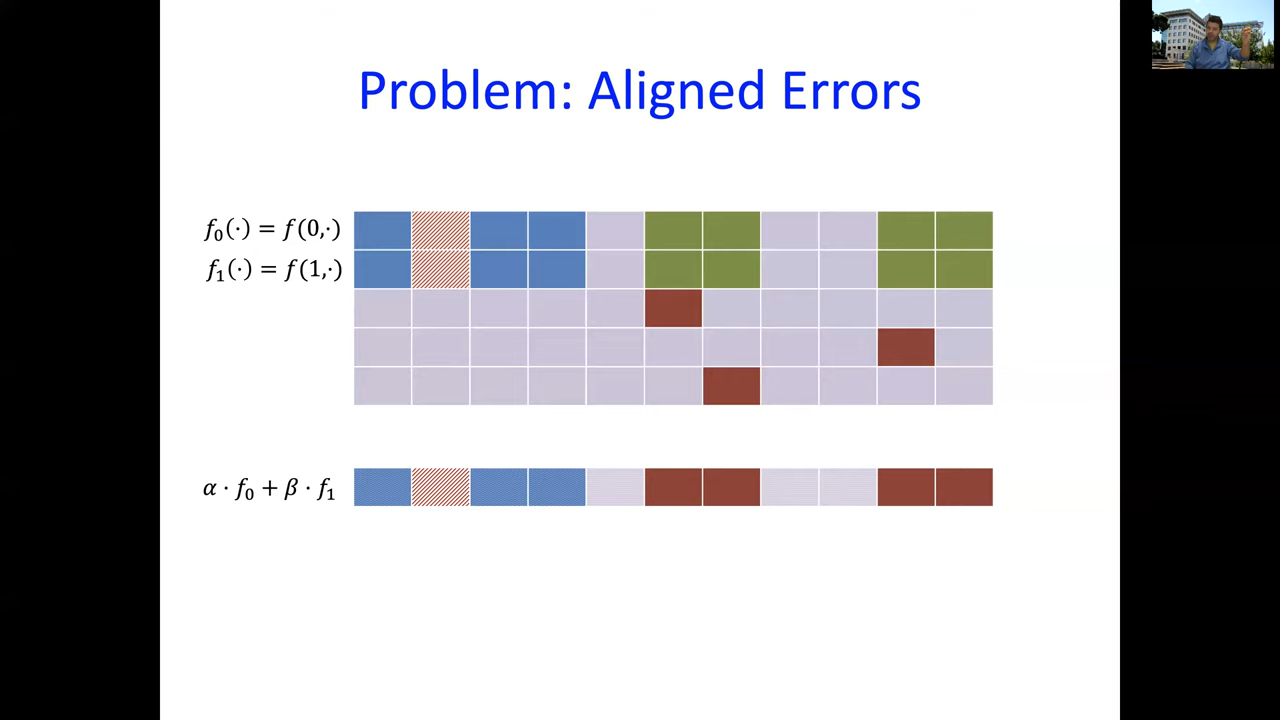 Problem: Aligned Errors
f₀(·) = f(0,·)
f₁(·) = f(1,·)
α · f₀ + β · f₁